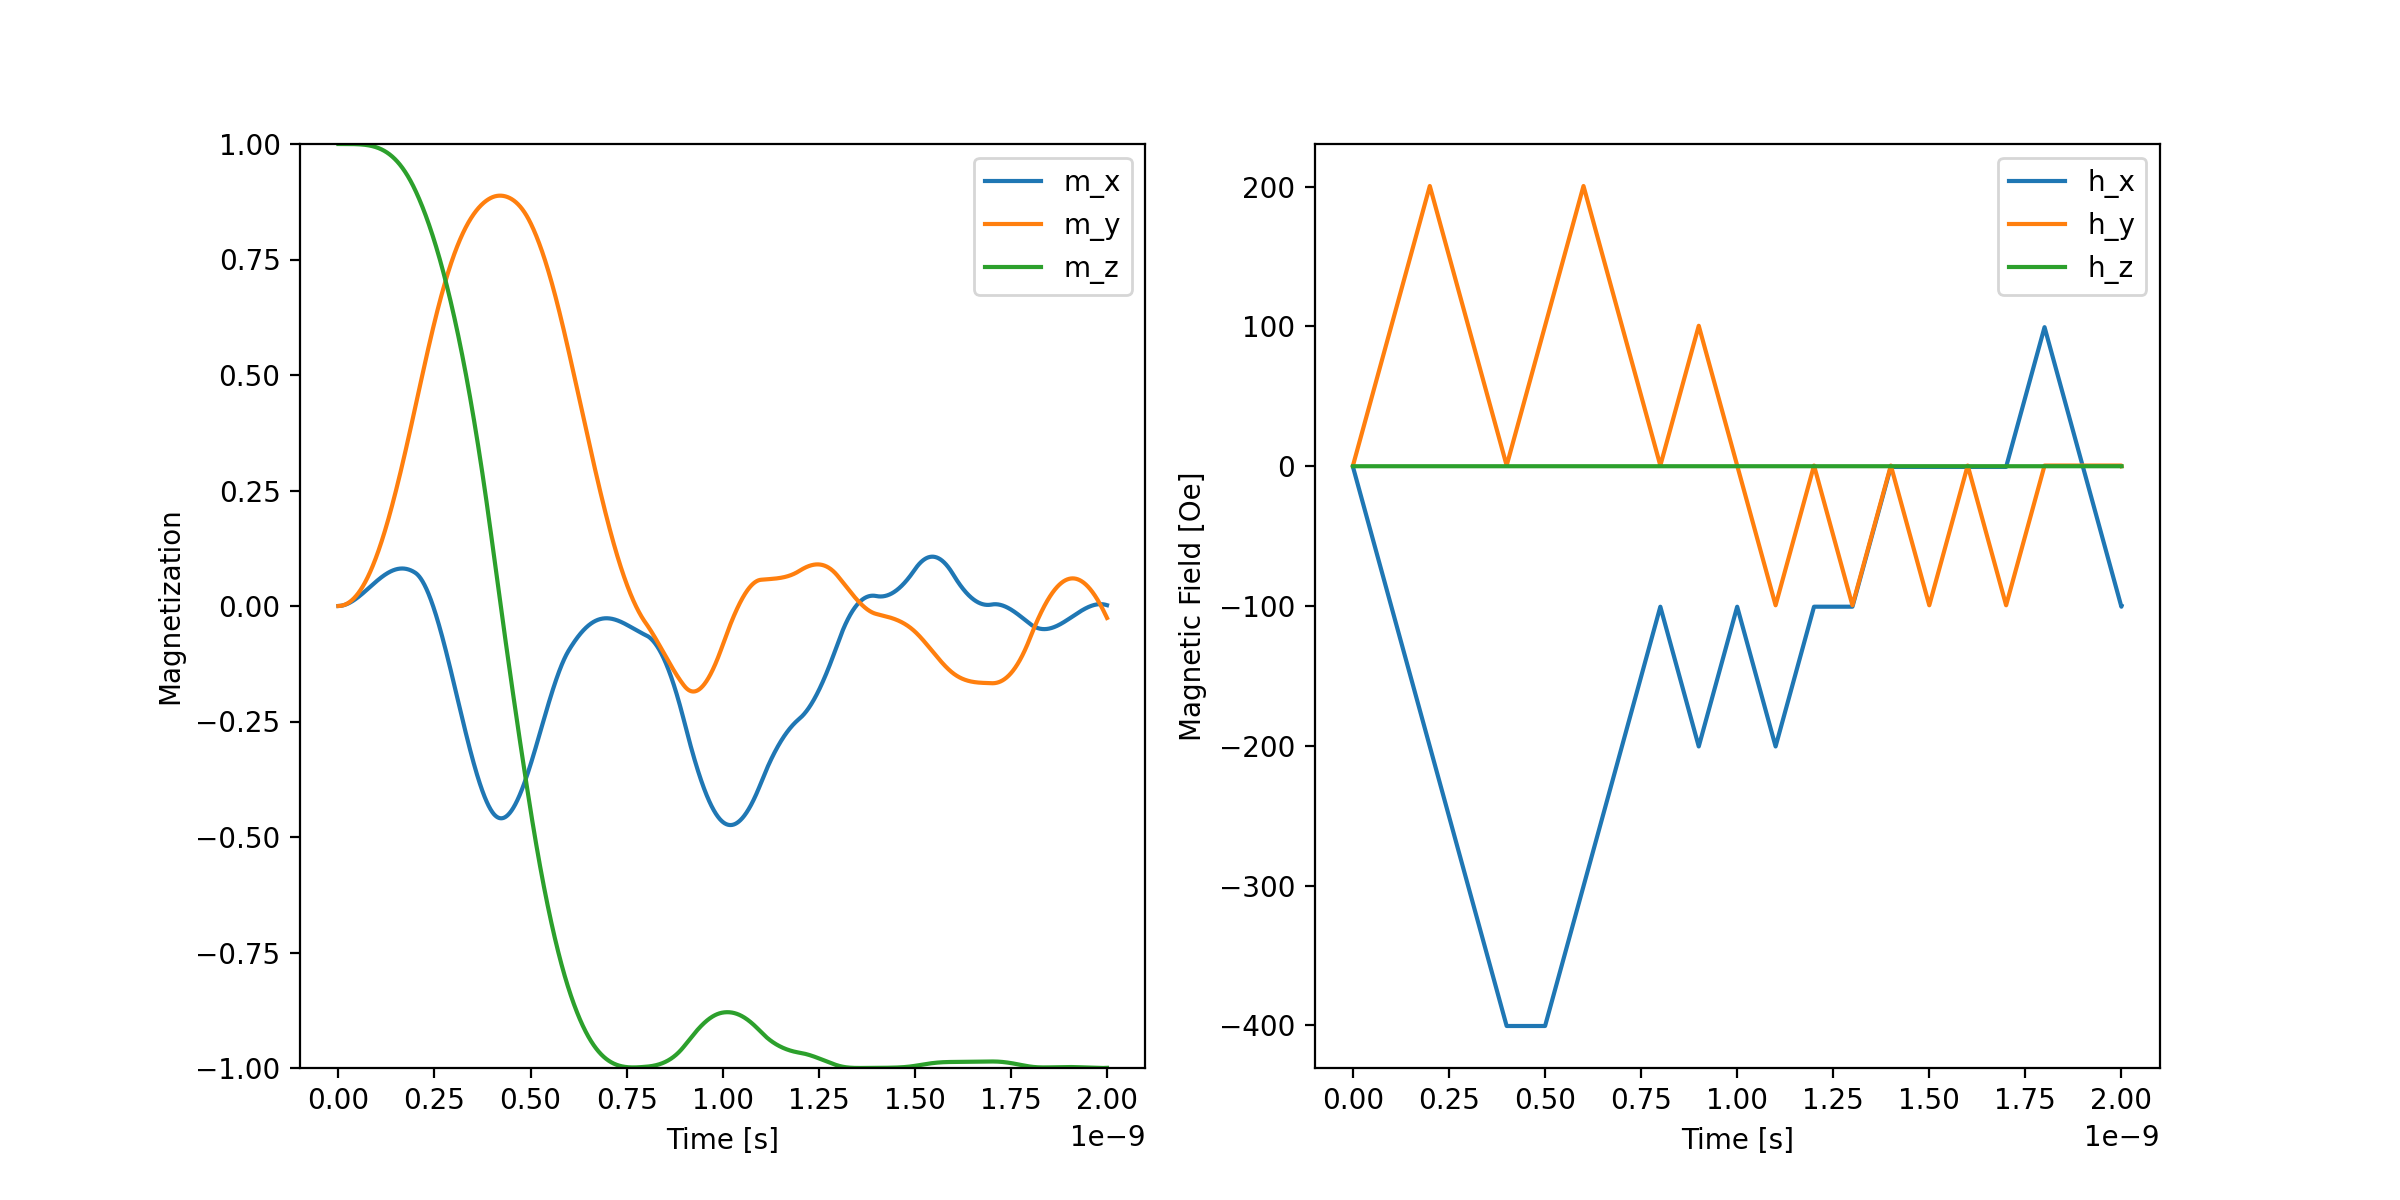 1.00
0.75
0.50
0.25
0.00
−0.25
−0.50
−0.75
−1.00
Magnetization
m_x
m_y
m_z
0.00 0.25 0.50 0.75 1.00 1.25 1.50 1.75 2.00
Time [s]
1e−9
200
100
0
−100
−200
−300
−400
Magnetic Field [Oe]
h_x
h_y
h_z
0.00 0.25 0.50 0.75 1.00 1.25 1.50 1.75 2.00
Time [s]
1e−9